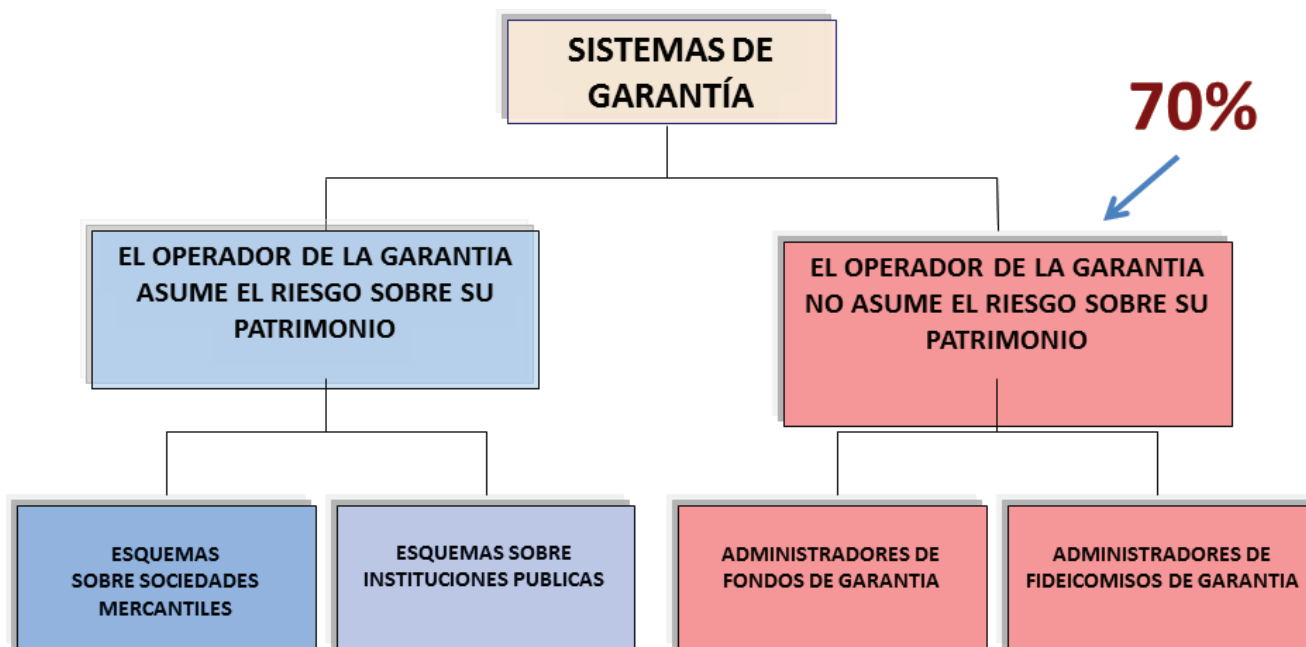 SISTEMAS DE
GARANTÍA
70%
EL OPERADOR DE LA GARANTIA
ASUME EL RIESGO SOBRE SU
PATRIMONIO
EL OPERADOR DE LA GARANTIA
NO ASUME EL RIESGO SOBRE SU
PATRIMONIO
ESQUEMAS
SOBRE SOCIEDADES
MERCANTILES
ESQUEMAS SOBRE
INSTITUCIONES PUBLICAS
ADMINISTRADORES DE
FONDOS DE GARANTIA
ADMINISTRADORES DE
FIDEICOMISOS DE GARANTIA